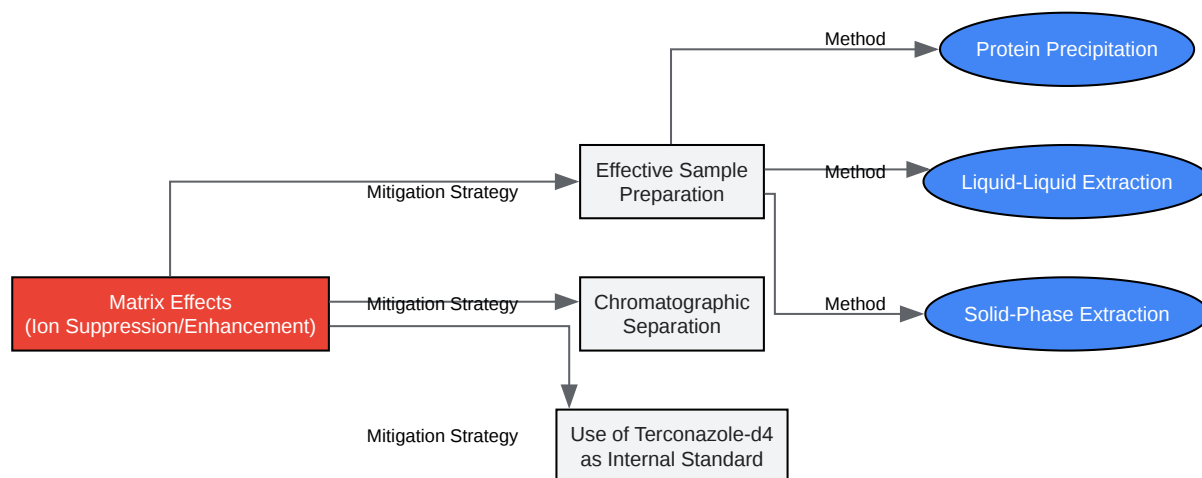 Method
Protein Precipitation
Effective Sample
Preparation
Method
Liquid-Liquid Extraction
Mitigation Strategy
Matrix Effects
(Ion Suppression/Enhancement)
Mitigation Strategy
Chromatographic
Separation
Method
Solid-Phase Extraction
Mitigation Strategy
Use of Terconazole-d4
as Internal Standard